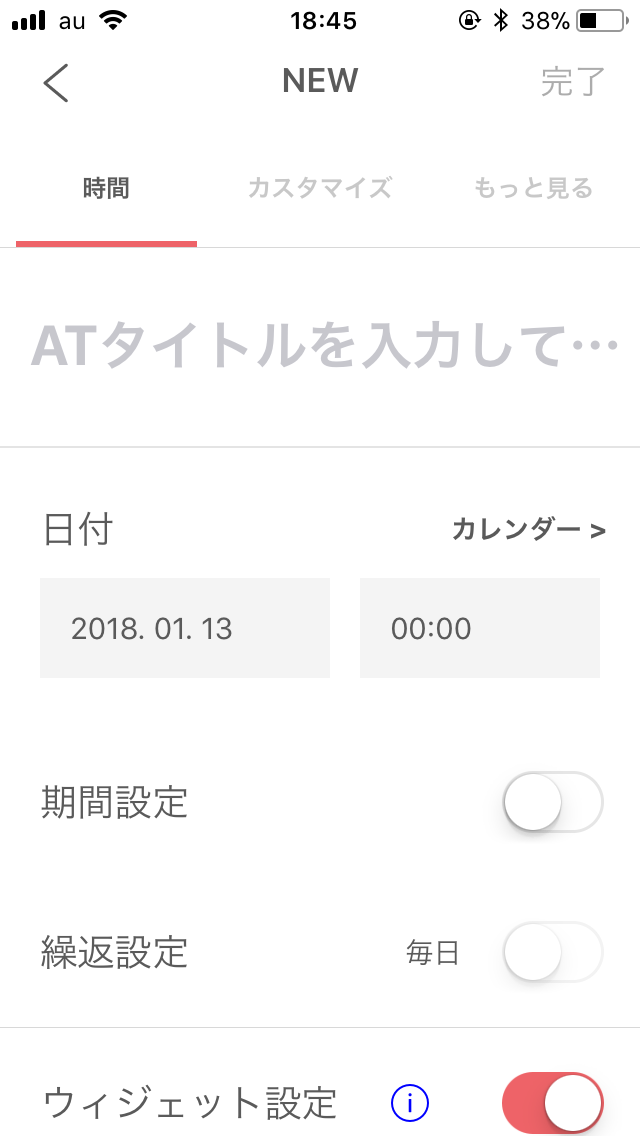 au 18:45 38%
NEW 完了
時間 カスタマイズ もっと見る
ATタイトルを入力して…
日付 カレンダー >
2018. 01. 13 00:00
期間設定
繰返設定 毎日
ウィジェット設定 i